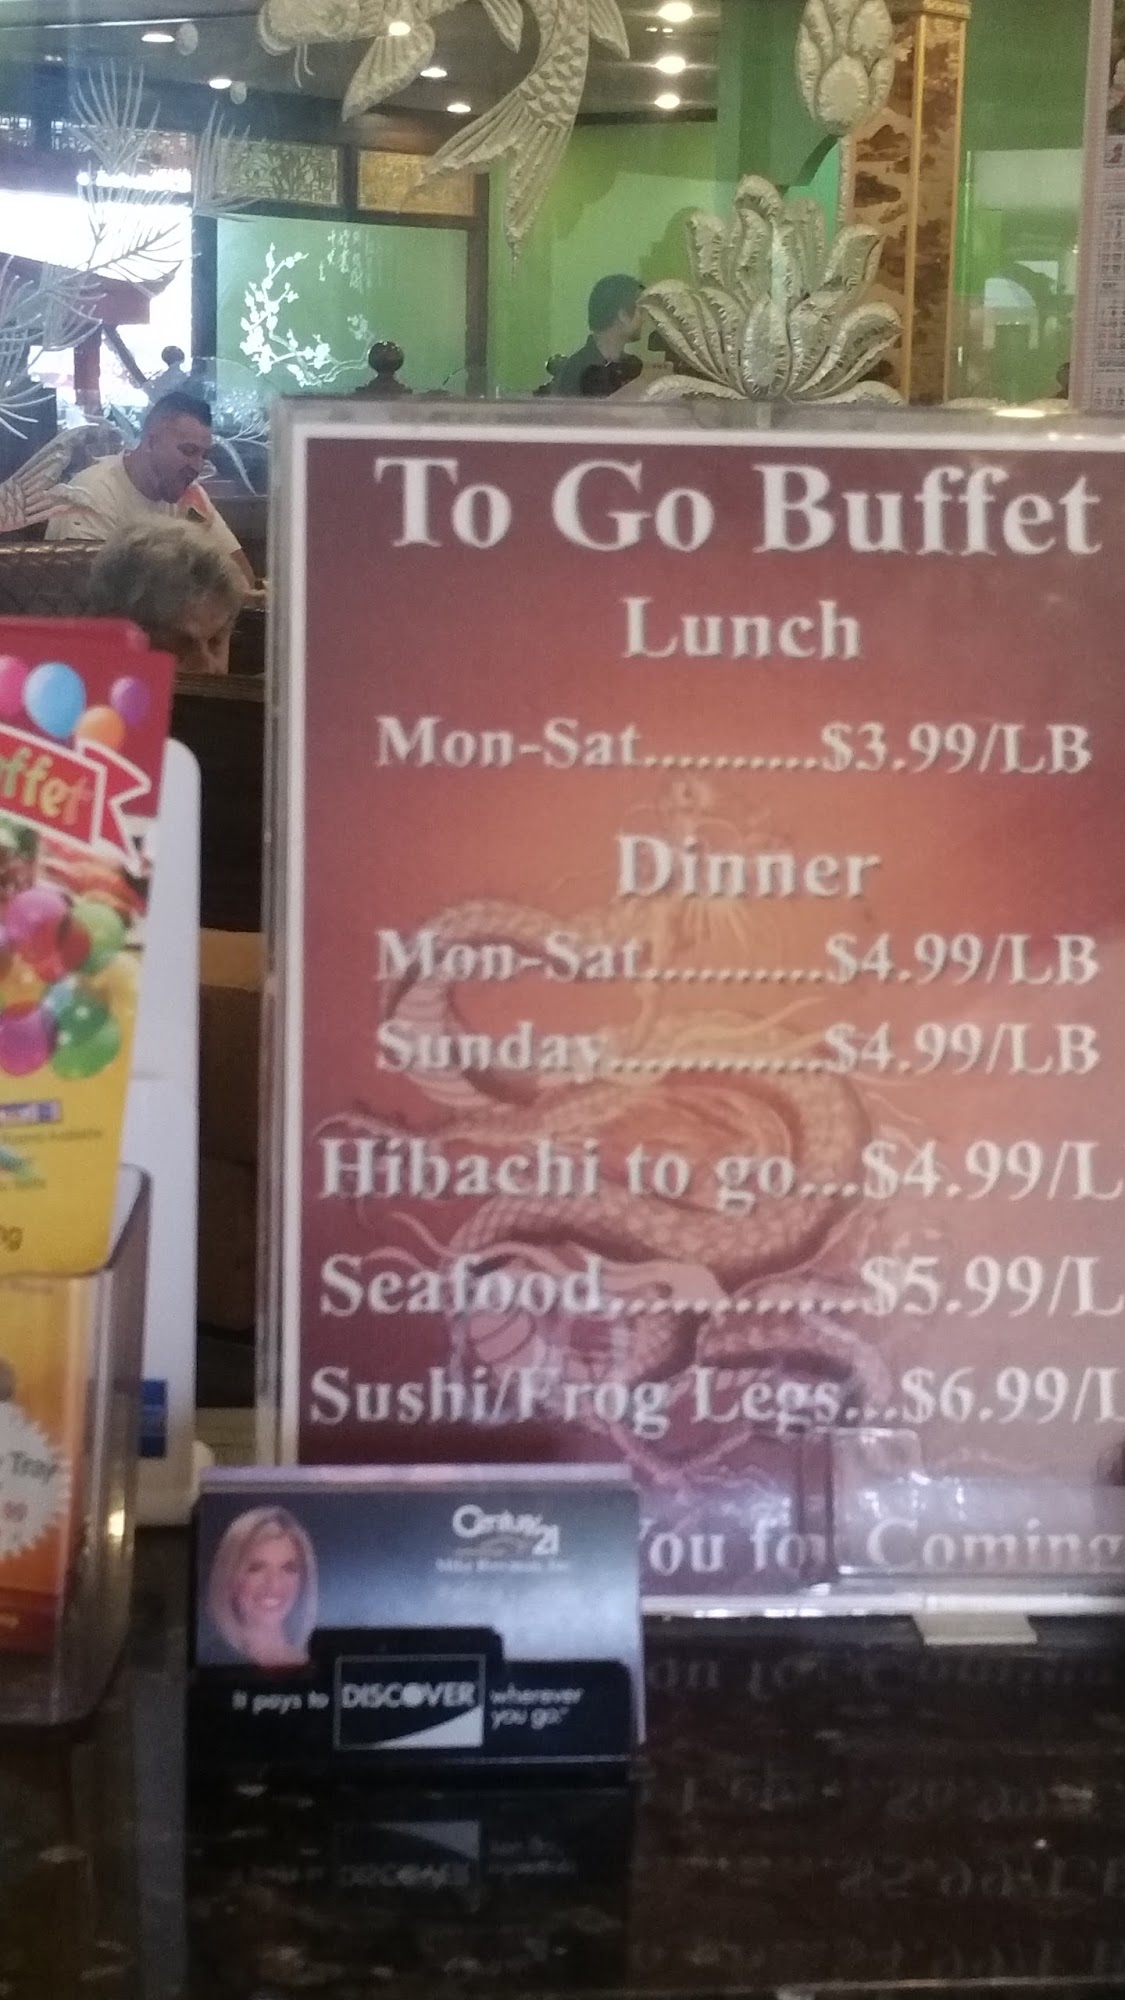 To Go Buffet
Lunch
Mon-Sat..........$3.99/LB
Dinner
Mon-Sat..........$4.99/LB
Sunday............$4.99/LB
Hibachi to go...$4.99/L
Seafood.............$5.99/L
Sushi/Frog Legs...$6.99/L
You for Coming
ffet
ng
Century 21
It pays to DISCOVER wherever
you go.